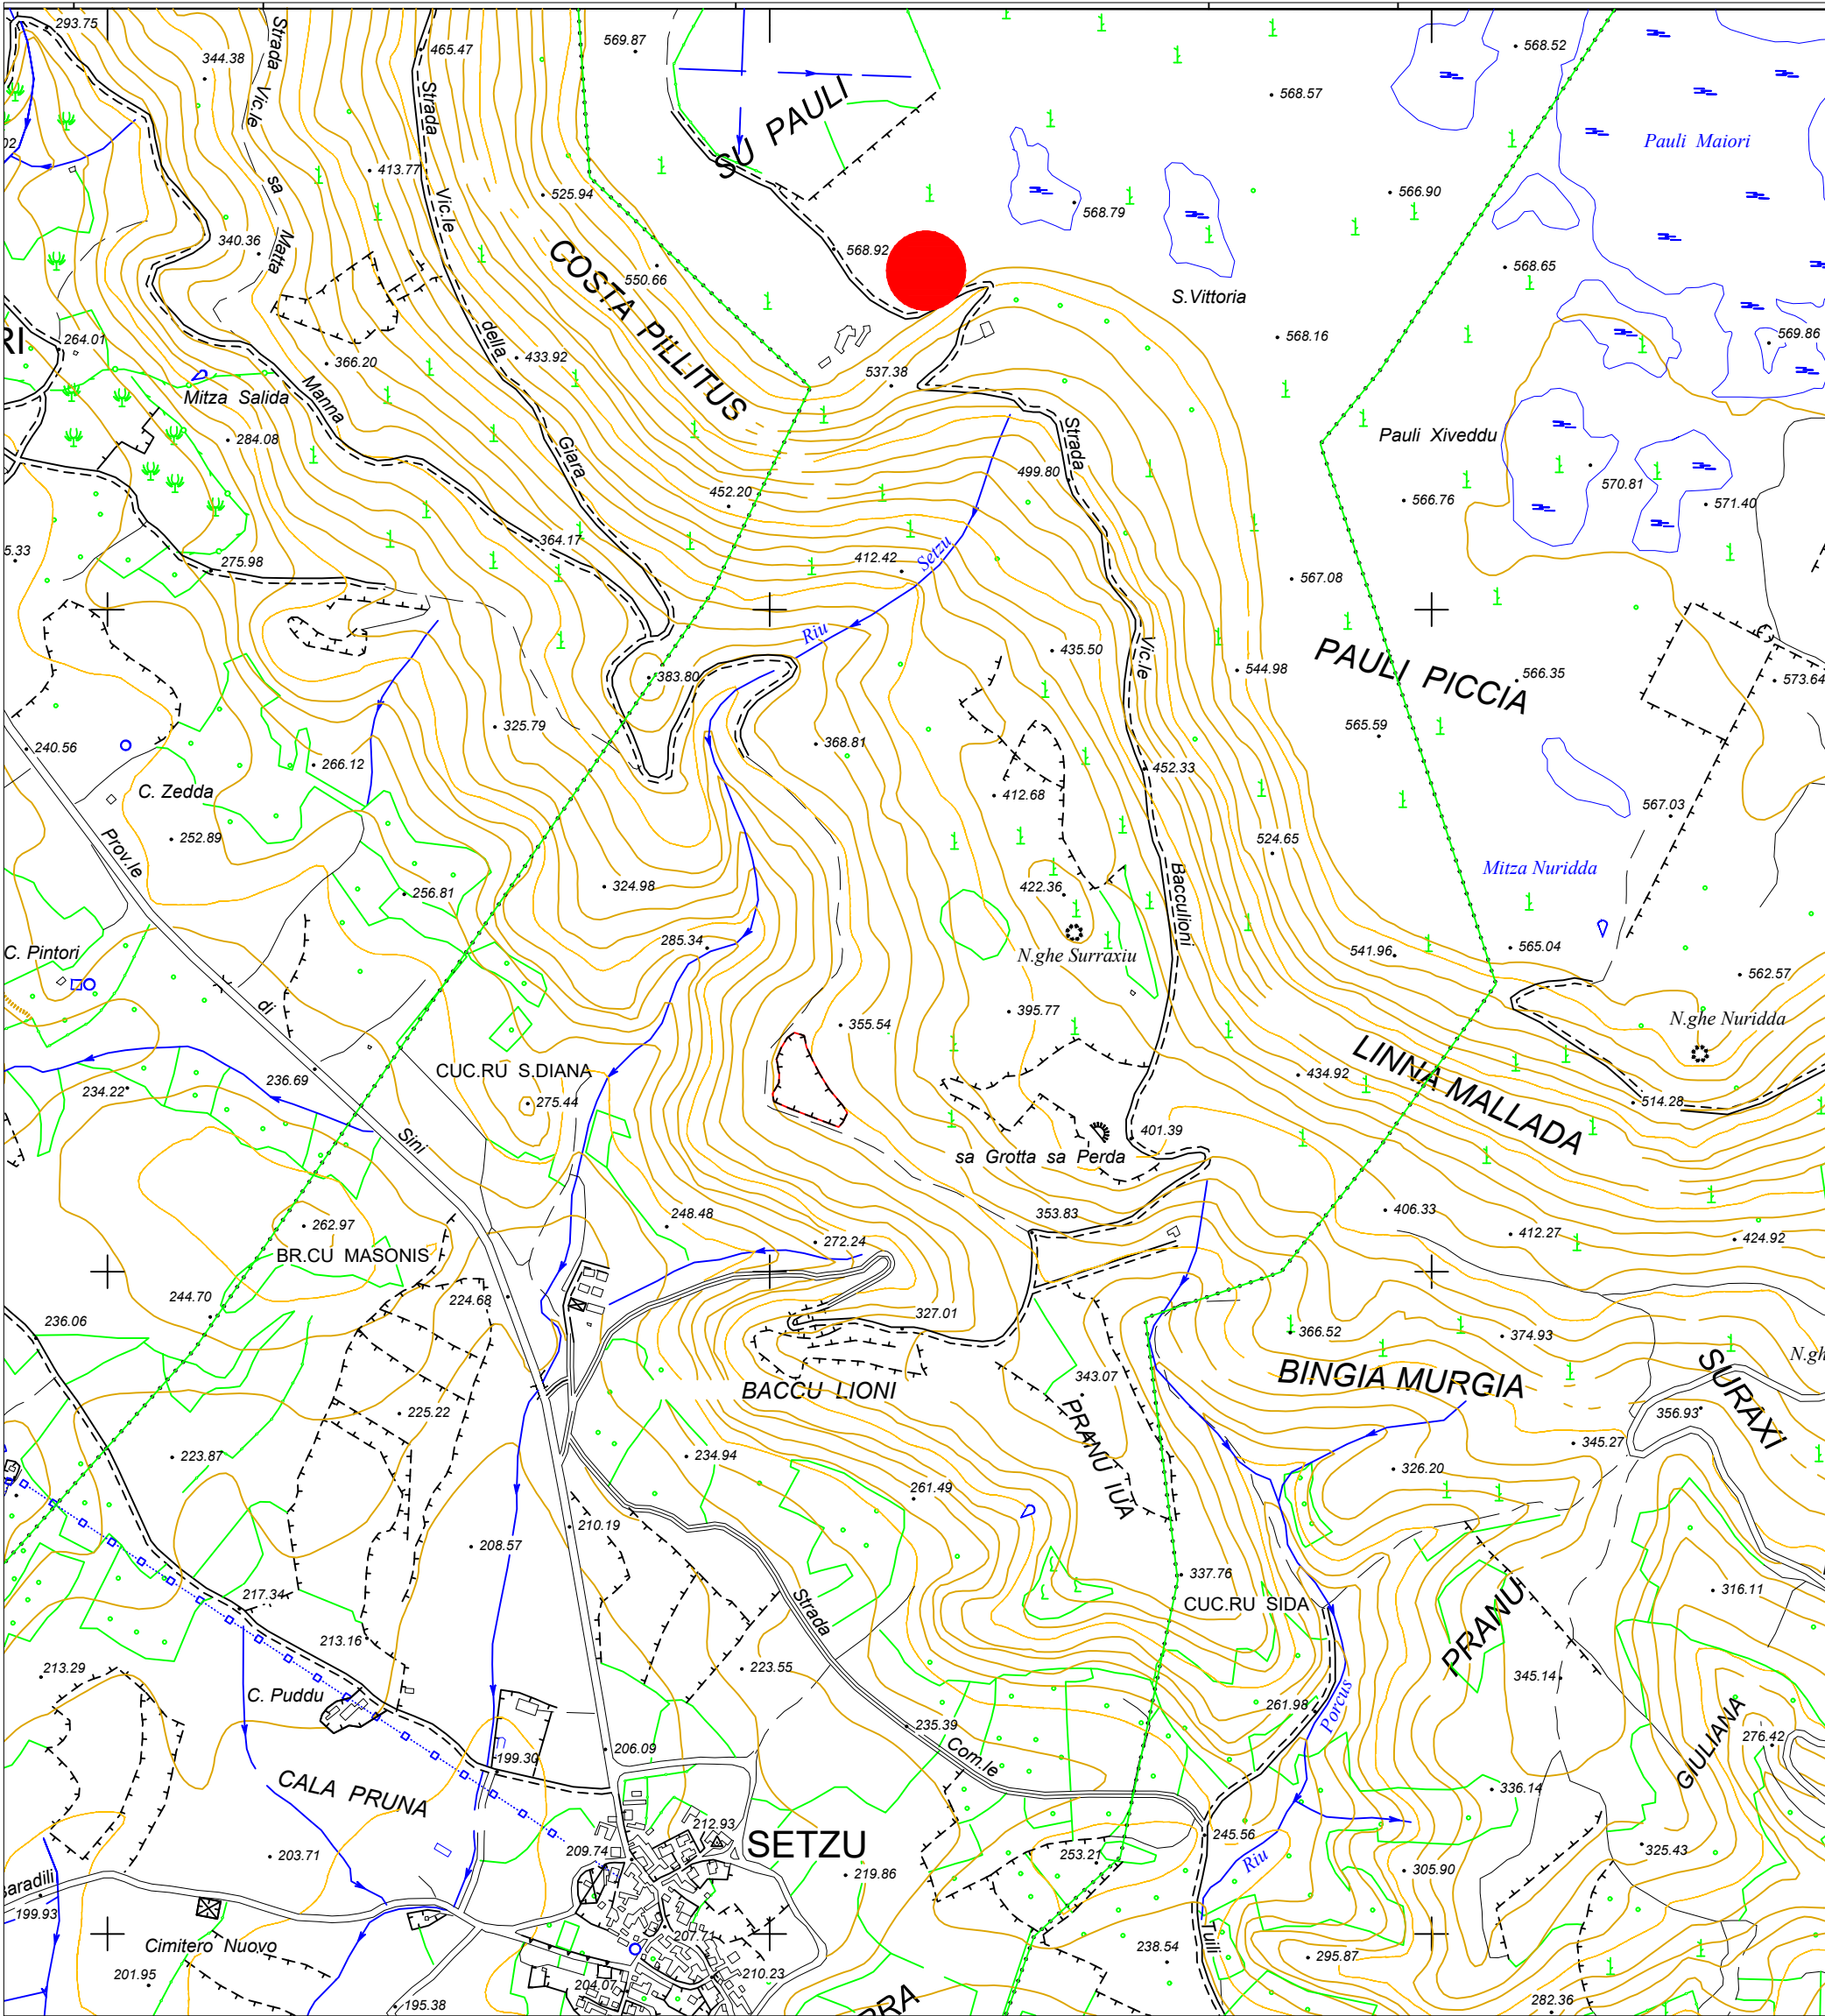 293.75
344.38
Strada Vic.le sa Matta Manna
465.47
Strada Vic.le della Giara
569.87
SU PAULI
568.52
568.57
Pauli Maiori
413.77
525.94
568.79
566.90
340.36
COSTA PILLITUS
550.66
568.92
568.65
S.Vittoria
264.01
RI
366.20
433.92
568.16
569.86
537.38
Mitza Salida
284.08
Pauli Xiveddu
Strada Vic.le Bacculioni
499.80
452.20
566.76
570.81
571.40
5.33
275.98
364.17
412.42
Riu Setzu
567.08
435.50
383.80
544.98
PAULI PICCIA
566.35
573.64
240.56
325.79
368.81
565.59
266.12
C. Zedda
452.33
412.68
567.03
252.89
Prov.le di Sini
524.65
324.98
256.81
422.36
Mitza Nuridda
C. Pintori
285.34
N.ghe Surraxiu
541.96
565.04
562.57
355.54
395.77
N.ghe Nuridda
CUC.RU S.DIANA
236.69
234.22
275.44
LINNA MALLADA
434.92
514.28
401.39
sa Grotta sa Perda
262.97
248.48
353.83
406.33
BR.CU MASONIS
272.24
412.27
424.92
244.70
224.68
236.06
327.01
366.52
374.93
N.gh
BACCU LIONI
343.07
BINGIA MURGIA
SURAXI
225.22
356.93
PRANU IUA
223.87
234.94
345.27
326.20
261.49
210.19
208.57
217.34
337.76
316.11
CUC.RU SIDA
PRANU
GIULIANA
Strada Com.le
213.16
213.29
223.55
345.14
C. Puddu
261.98
Riu Porcus
235.39
276.42
206.09
199.30
CALA PRUNA
336.14
212.93
SETZU
245.56
209.74
253.21
325.43
203.71
219.86
305.90
Baradili
199.93
Cimitero Nuovo
207.71
Tuili
238.54
295.87
201.95
204.07
210.23
195.38
RRA
282.36